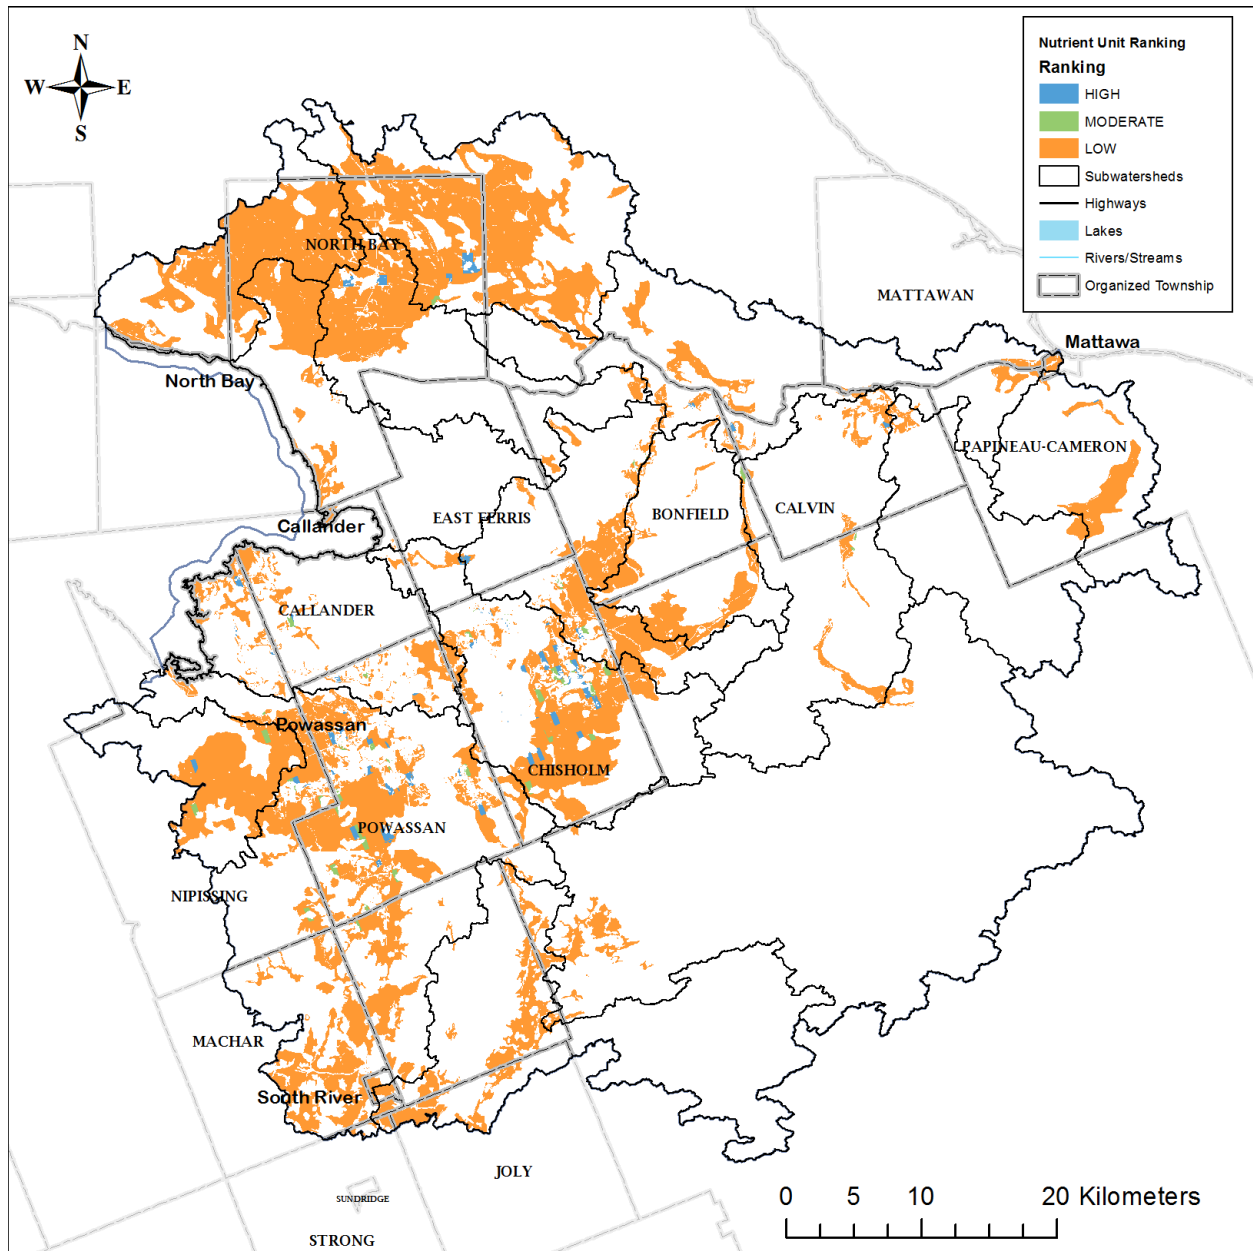 N
W E
S
Nutrient Unit Ranking
Ranking
HIGH
MODERATE
LOW
Subwatersheds
Highways
Lakes
Rivers/Streams
Organized Township
NORTH BAY
MATTAWAN
Mattawa
North Bay
PAPINEAU-CAMERON
EAST FERRIS
BONFIELD
CALVIN
Callander
CALLANDER
Powassan
CHISHOLM
POWASSAN
NIPISSING
MACHAR
South River
JOLY
SUNDRIDGE
STRONG
0 5 10 20 Kilometers